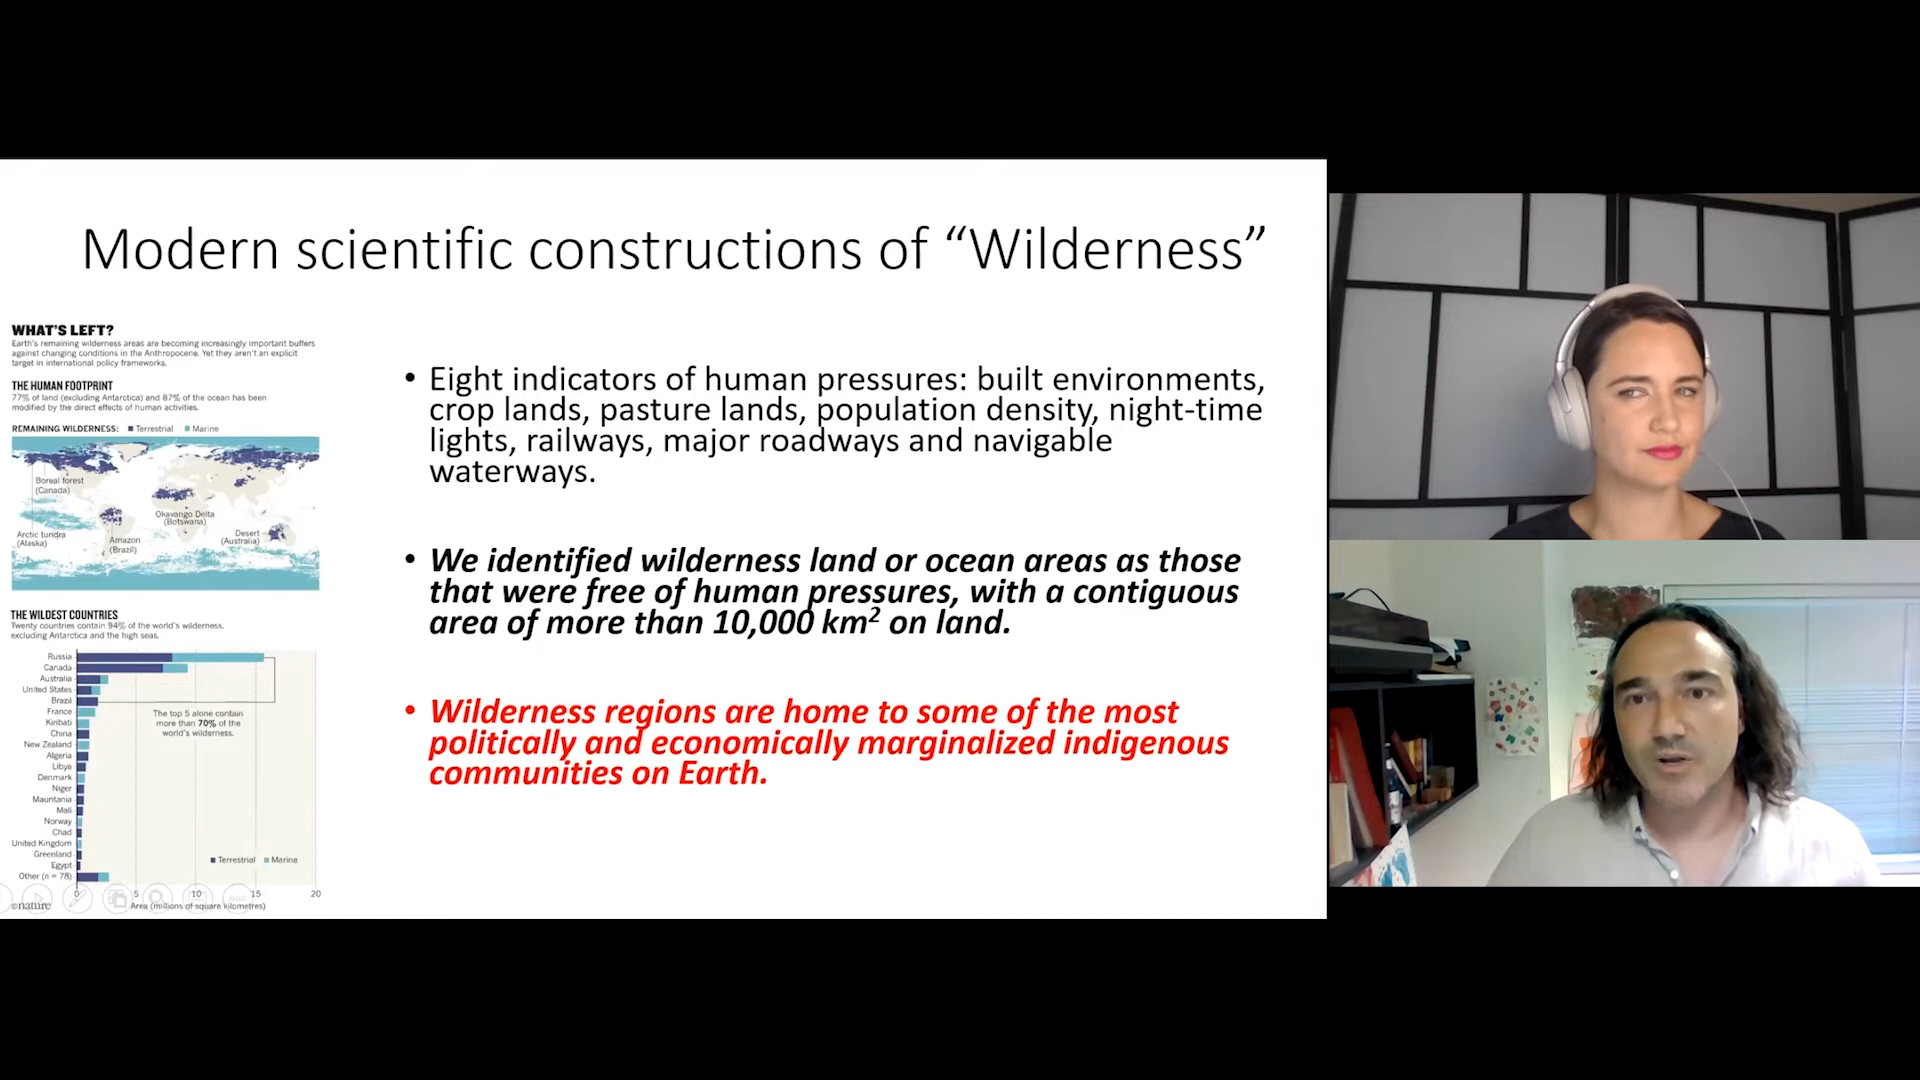 Modern scientific constructions of “Wilderness”
WHAT'S LEFT?
Earth's remaining wilderness areas are becoming increasingly important buffers
against changing conditions in the Anthropocene. Yet they aren't an explicit
target in international policy frameworks.
THE HUMAN FOOTPRINT
77% of land (excluding Antarctica) and 87% of the ocean has been
modified by the direct effects of human activities.
REMAINING WILDERNESS: Terrestrial Marine
Boreal forest
(Canada)
Okavango Delta
(Botswana)
Arctic tundra
(Alaska)
Amazon
(Brazil)
Desert
(Australia)
THE WILDEST COUNTRIES
Twenty countries contain 94% of the world's wilderness,
excluding Antarctica and the high seas.
Russia
Canada
Australia
United States
Brazil
France
Kiribati
China
New Zealand
Algeria
Libya
Denmark
Niger
Mauritania
Mali
Norway
Chad
United Kingdom
Greenland
Egypt
Other (n = 78)
The top 5 alone contain
more than 70% of the
world's wilderness.
Terrestrial Marine
0 5 10 15 20
Area (millions of square kilometres)
©nature
• Eight indicators of human pressures: built environments,
crop lands, pasture lands, population density, night-time
lights, railways, major roadways and navigable
waterways.
• We identified wilderness land or ocean areas as those
that were free of human pressures, with a contiguous
area of more than 10,000 km² on land.
• Wilderness regions are home to some of the most
politically and economically marginalized indigenous
communities on Earth.